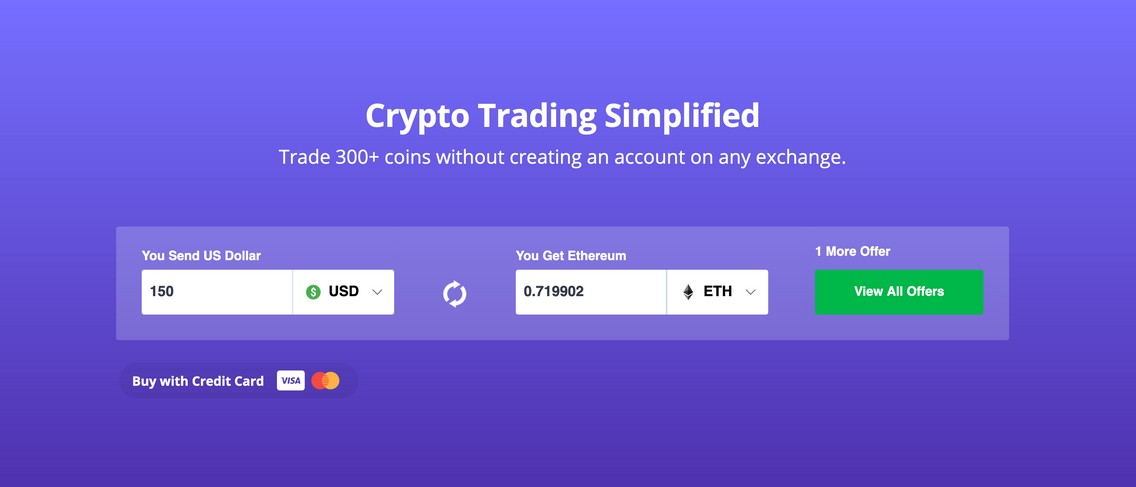 Crypto Trading Simplified
Trade 300+ coins without creating an account on any exchange.
You Send US Dollar
150
$ USD
You Get Ethereum
0.719902
ETH
1 More Offer
View All Offers
Buy with Credit Card VISA